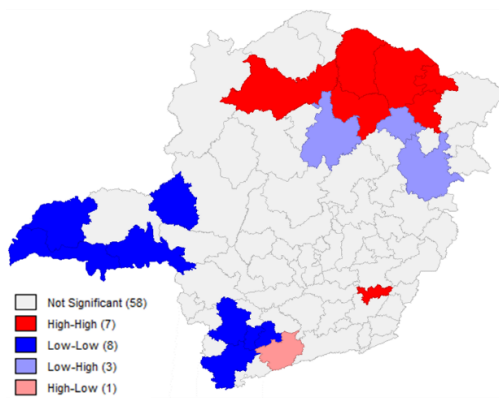 Not Significant (58)
High-High (7)
Low-Low (8)
Low-High (3)
High-Low (1)